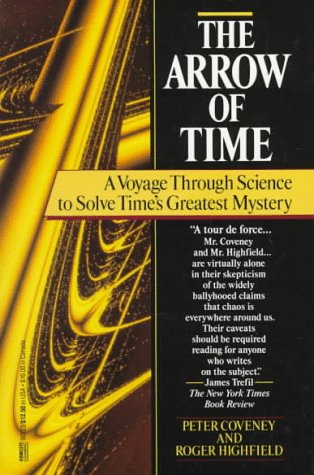 THE
ARROW
OF
TIME
A Voyage Through Science
to Solve Time's Greatest Mystery
"A tour de force...
Mr. Coveney
and Mr. Highfield...
are virtually alone
in their skepticism
of the widely
ballyhooed claims
that chaos is
everywhere around us.
Their caveats
should be required
reading for anyone
who writes
on the subject."
—James Trefil
The New York Times
Book Review
PETER COVENEY
AND
ROGER HIGHFIELD